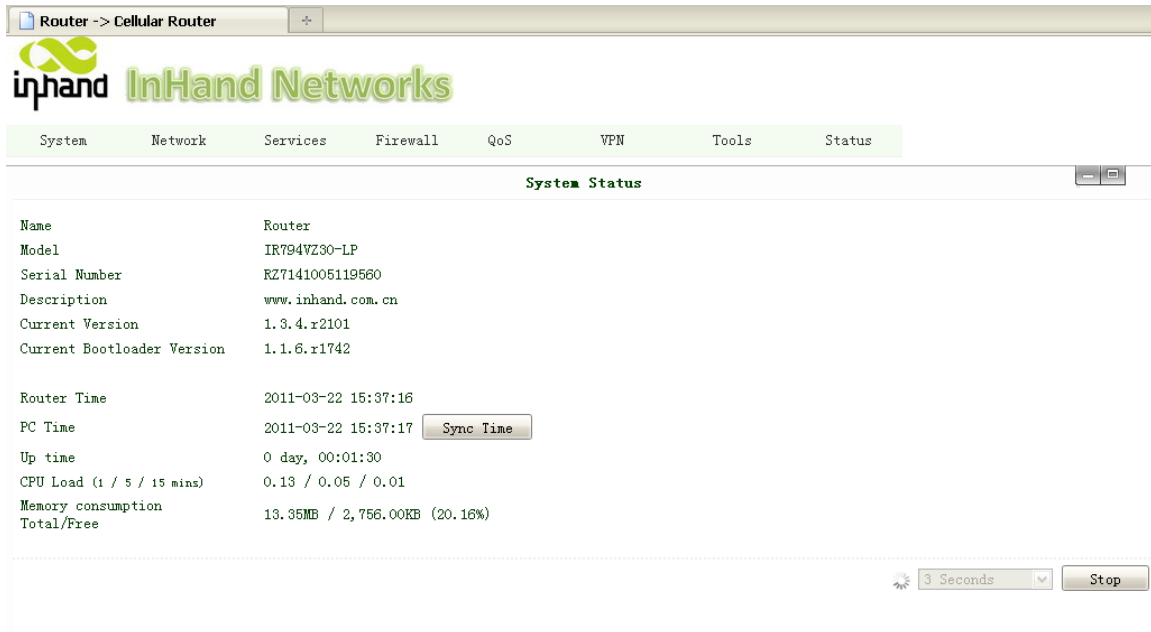 Router -> Cellular Router
inhand InHand Networks
System Network Services Firewall QoS VPN Tools Status
System Status
Name Router
Model IR794VZ30-LP
Serial Number RZ7141005119560
Description www.inhand.com.cn
Current Version 1.3.4.r2101
Current Bootloader Version 1.1.6.r1742
Router Time 2011-03-22 15:37:16
PC Time 2011-03-22 15:37:17 Sync Time
Up time 0 day, 00:01:30
CPU Load (1 / 5 / 15 mins) 0.13 / 0.05 / 0.01
Memory consumption
Total/Free 13.35MB / 2,756.00KB (20.16%)
3 Seconds Stop